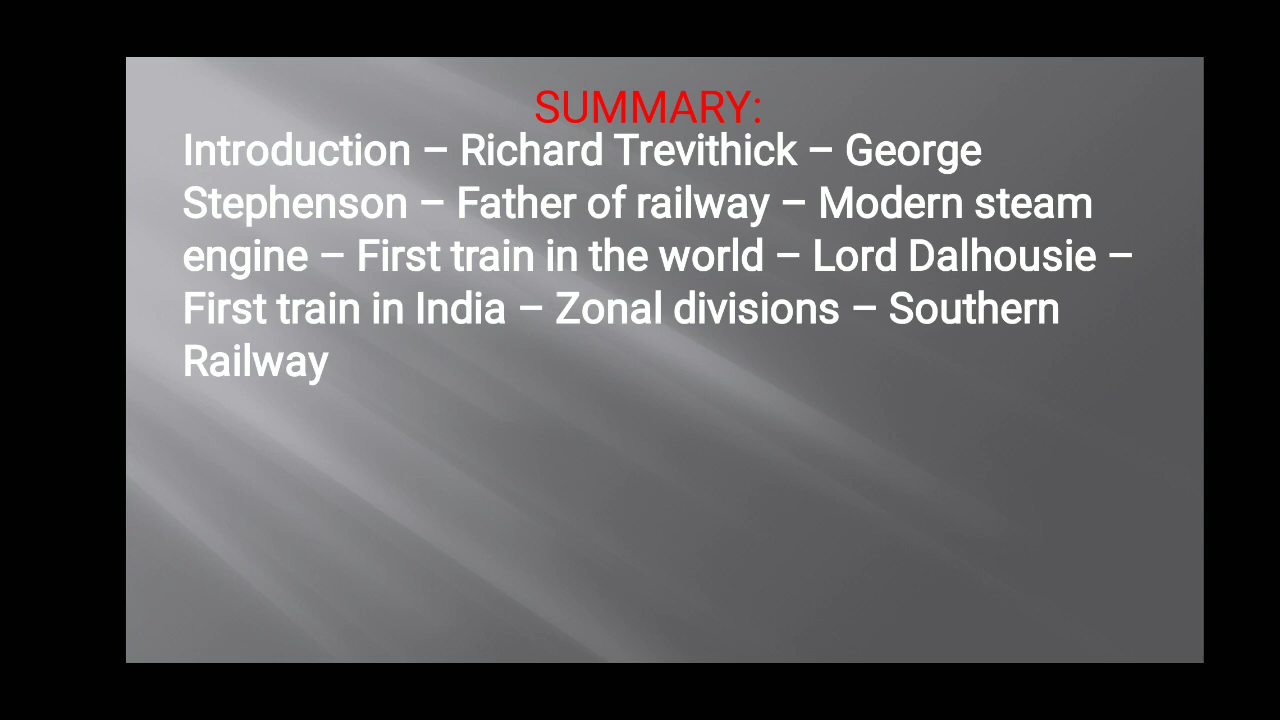 SUMMARY:
Introduction – Richard Trevithick – George
Stephenson – Father of railway – Modern steam
engine – First train in the world – Lord Dalhousie –
First train in India – Zonal divisions – Southern
Railway